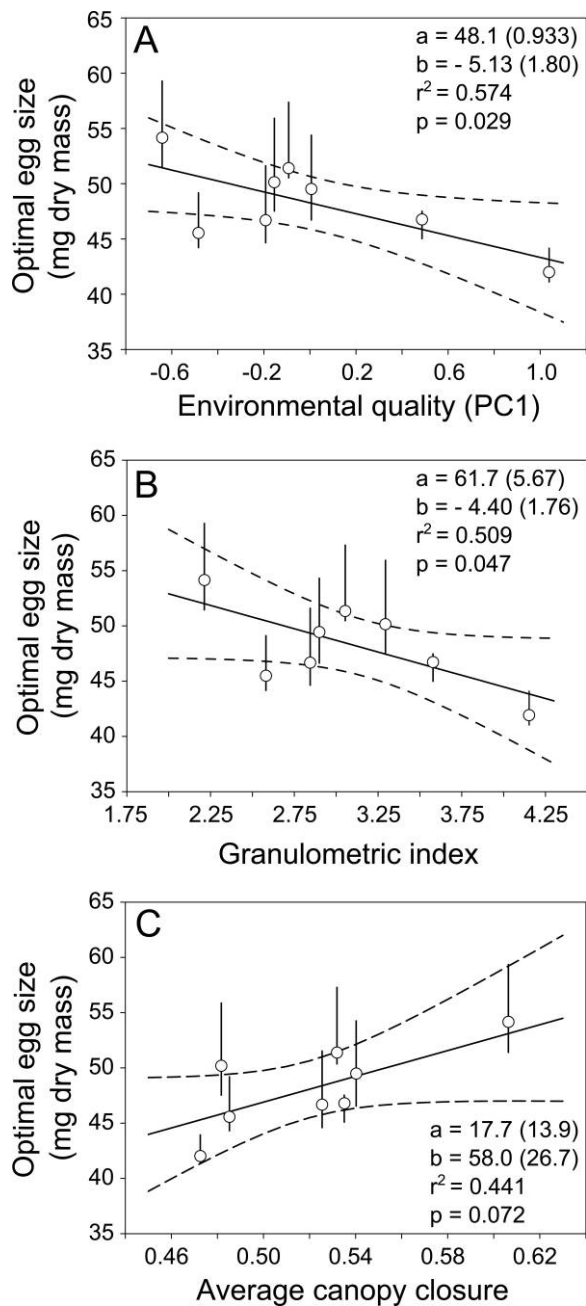 A
a = 48.1 (0.933)
b = - 5.13 (1.80)
r² = 0.574
p = 0.029
65
60
55
50
45
40
35
Optimal egg size
(mg dry mass)
-0.6 -0.2 0.2 0.6 1.0
Environmental quality (PC1)
B
a = 61.7 (5.67)
b = - 4.40 (1.76)
r² = 0.509
p = 0.047
65
60
55
50
45
40
35
Optimal egg size
(mg dry mass)
1.75 2.25 2.75 3.25 3.75 4.25
Granulometric index
C
65
60
55
50
45
40
35
Optimal egg size
(mg dry mass)
a = 17.7 (13.9)
b = 58.0 (26.7)
r² = 0.441
p = 0.072
0.46 0.50 0.54 0.58 0.62
Average canopy closure